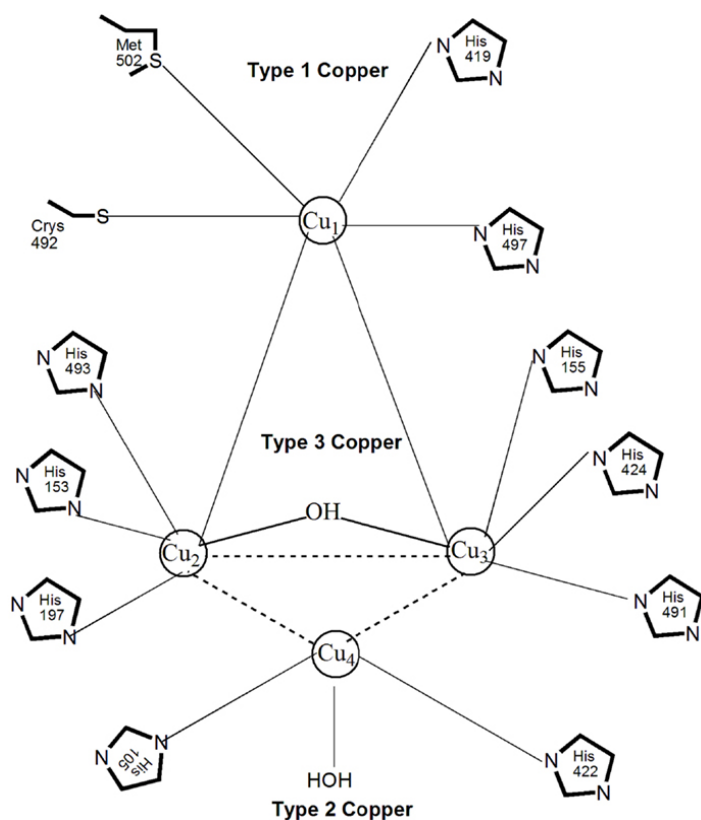 Met
502
S
Type 1 Copper
N
His
419
N
Crys
492
S
Cu1
N
His
497
N
N
His
493
N
N
His
155
N
Type 3 Copper
N
His
153
N
N
His
424
N
OH
Cu2
Cu3
N
His
197
N
N
His
491
N
Cu4
N
His
105
N
N
His
422
N
HOH
Type 2 Copper